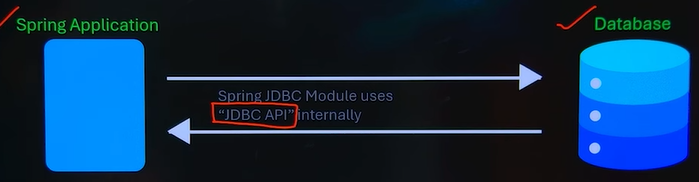 Spring Application
Database
Spring JDBC Module uses
“JDBC API” internally